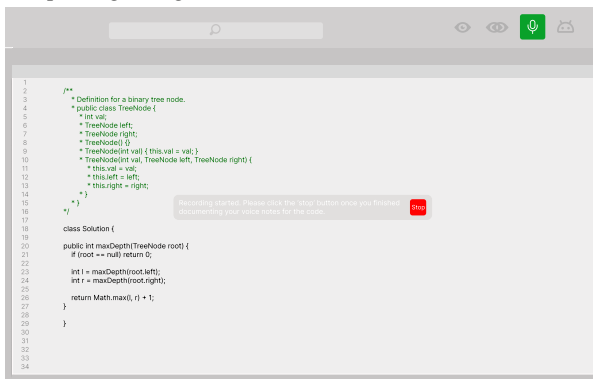 1
2 /**
3 * Definition for a binary tree node.
4 * public class TreeNode {
5 * int val;
6 * TreeNode left;
7 * TreeNode right;
8 * TreeNode() {}
9 * TreeNode(int val) { this.val = val; }
10 * TreeNode(int val, TreeNode left, TreeNode right) {
11 * this.val = val;
12 * this.left = left;
13 * this.right = right;
14 * }
15 * }
Recording started. Please click the 'stop' button once you finished
documenting your voice notes for the code.
Stop
16 */
17
18 class Solution {
19
20 public int maxDepth(TreeNode root) {
21 if (root == null) return 0;
22
23 int l = maxDepth(root.left);
24 int r = maxDepth(root.right);
25
26 return Math.max(l, r) + 1;
27 }
28
29 }
30
31
32
33
34